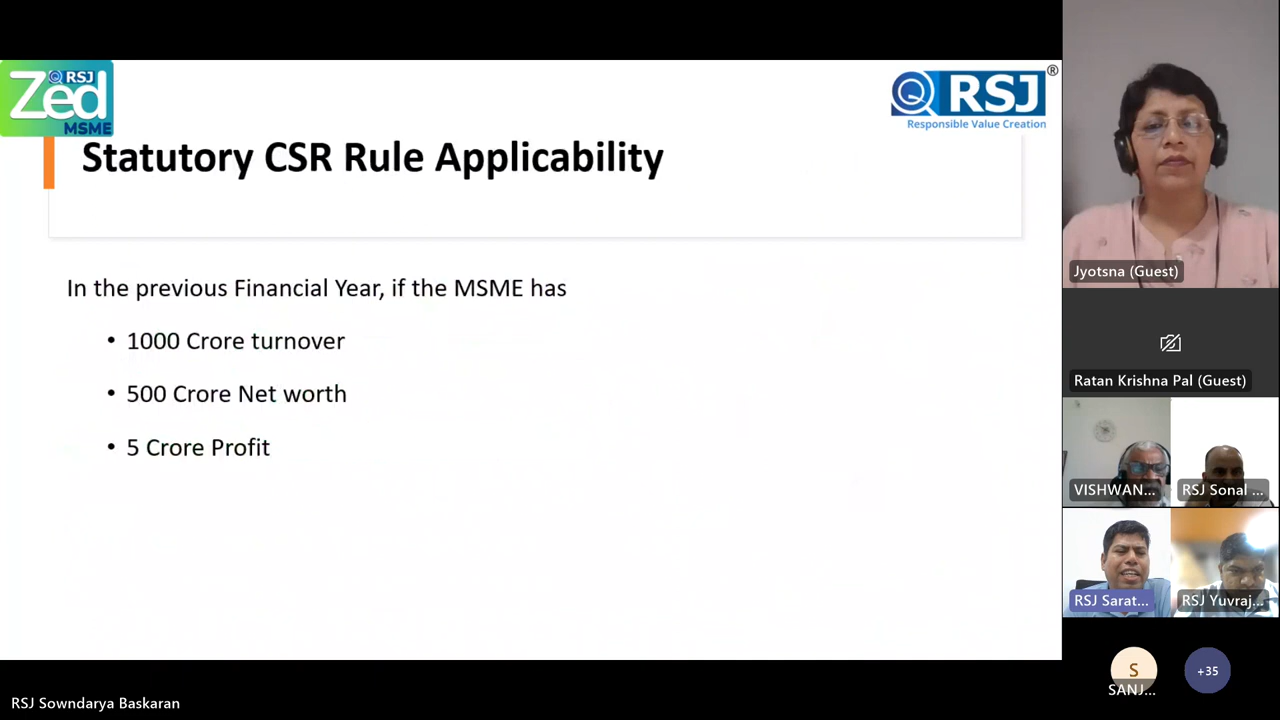 RSJ
Zed
MSME
RSJ®
Responsible Value Creation
Statutory CSR Rule Applicability
In the previous Financial Year, if the MSME has
• 1000 Crore turnover
• 500 Crore Net worth
• 5 Crore Profit
Jyotsna (Guest)
Ratan Krishna Pal (Guest)
VISHWAN...
RSJ Sonal ...
RSJ Sarat...
RSJ Yuvraj...
S
SANJ...
+35
RSJ Sowndarya Baskaran